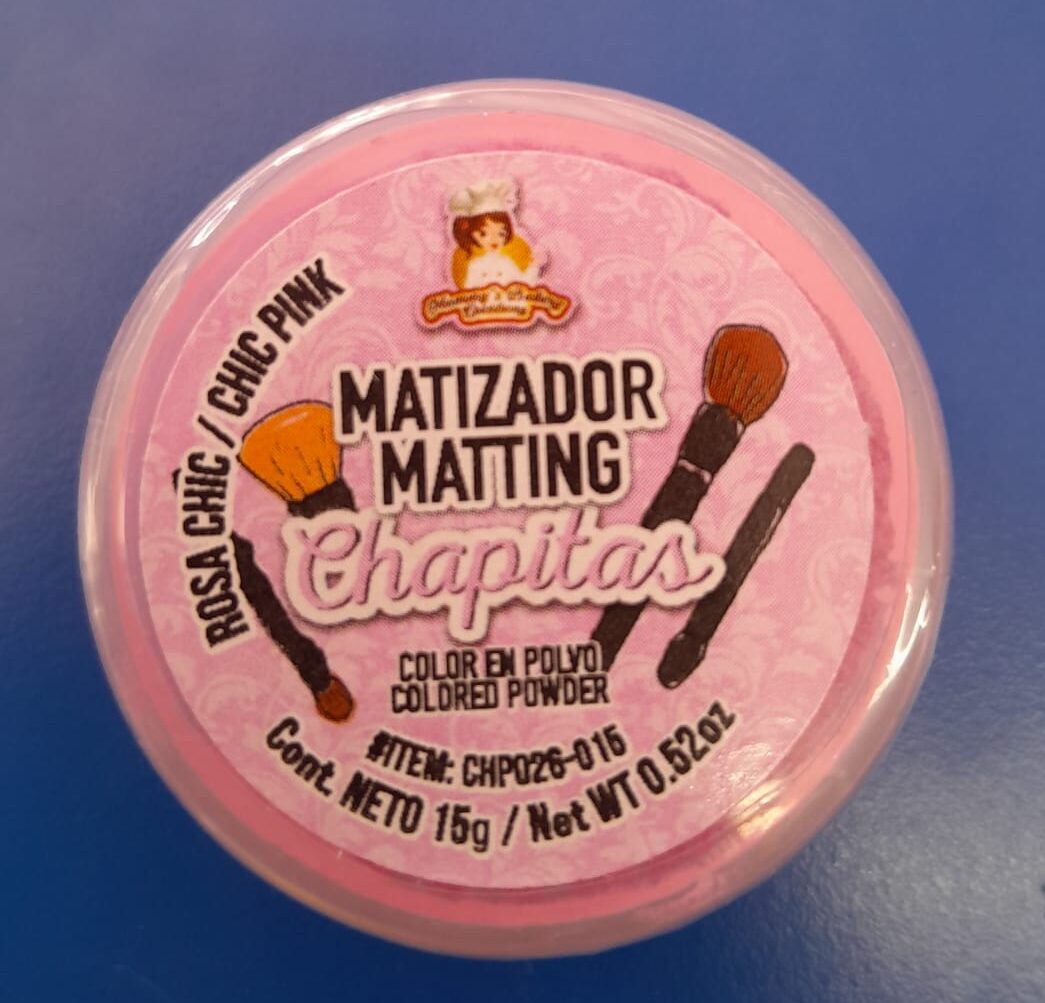 MATIZADOR
MATTING
Chapitas
ROSA CHIC / CHIC PINK
COLOR EN POLVO
COLORED POWDER
#ITEM: CHP026-015
Cont. NETO 15g / Net WT 0.52oz